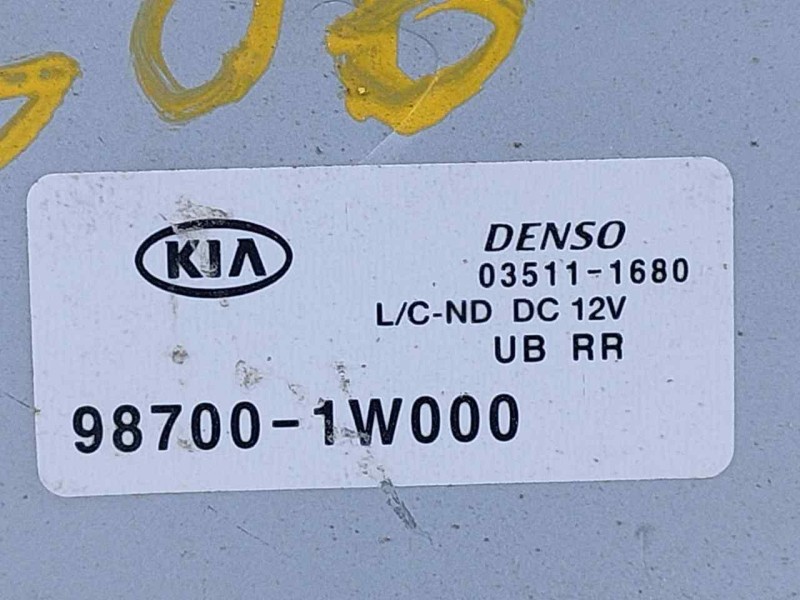 KIA
DENSO
03511-1680
L/C-ND DC 12V
UB RR
98700-1W000